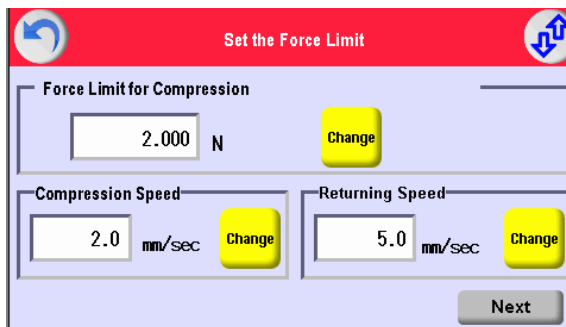 Set the Force Limit
Force Limit for Compression
2.000 N Change
Compression Speed
2.0 mm/sec Change
Returning Speed
5.0 mm/sec Change
Next